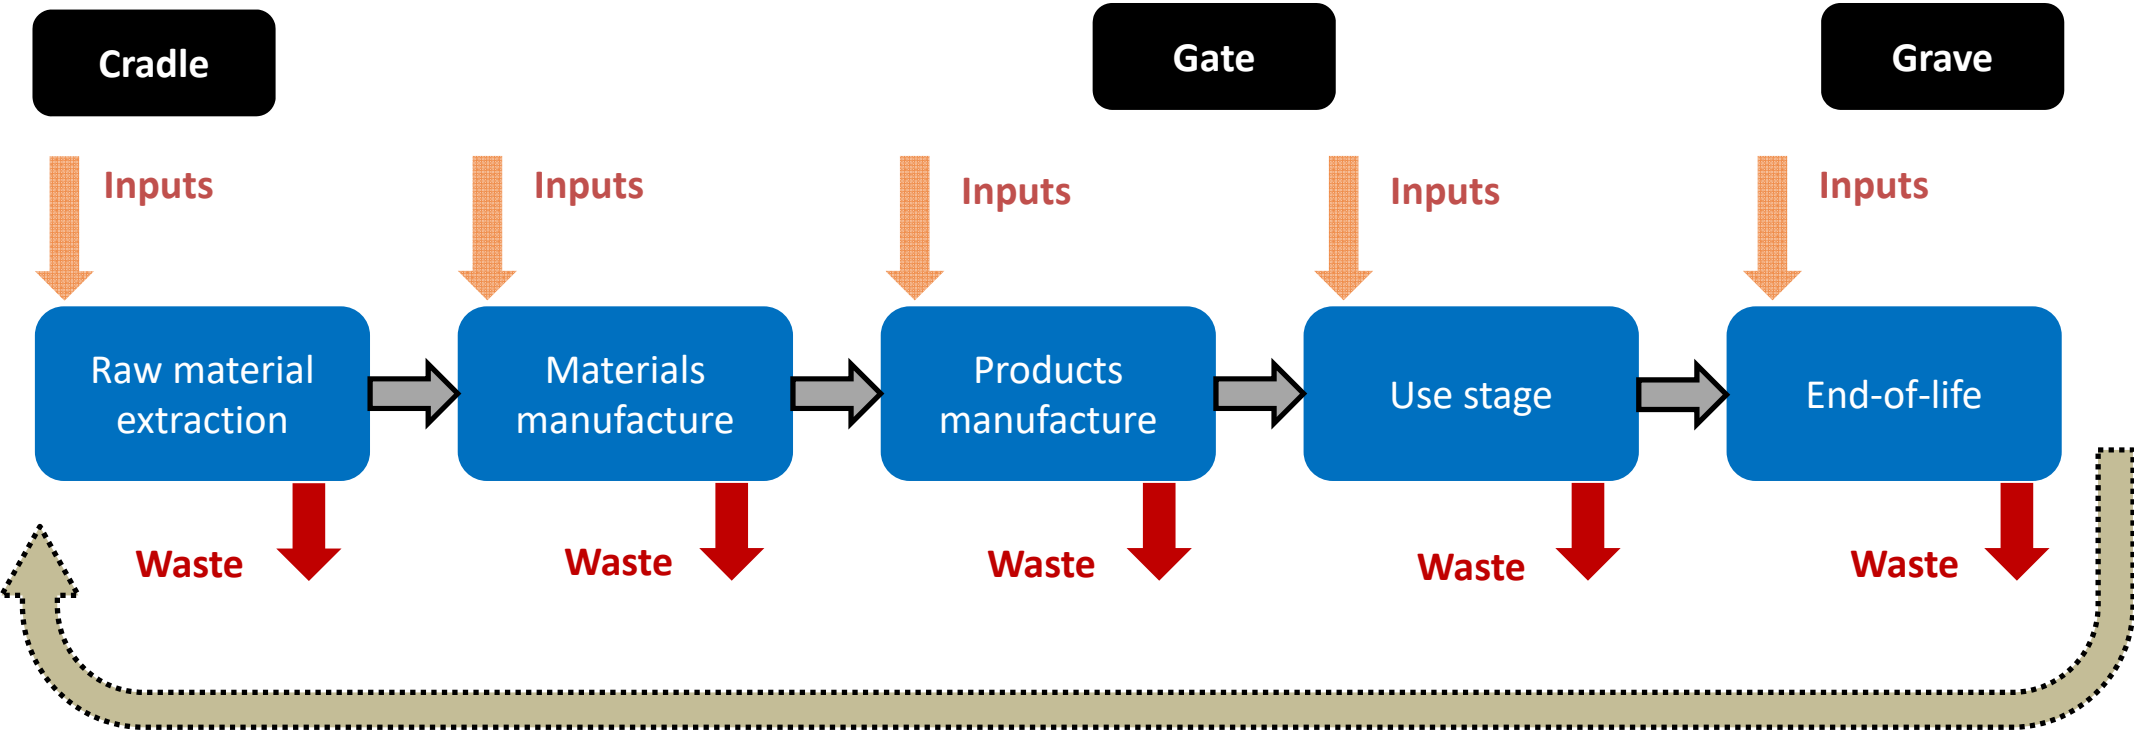 Cradle
Gate
Grave
Inputs
Inputs
Inputs
Inputs
Inputs
Raw material
extraction
Materials
manufacture
Products
manufacture
Use stage
End-of-life
Waste
Waste
Waste
Waste
Waste